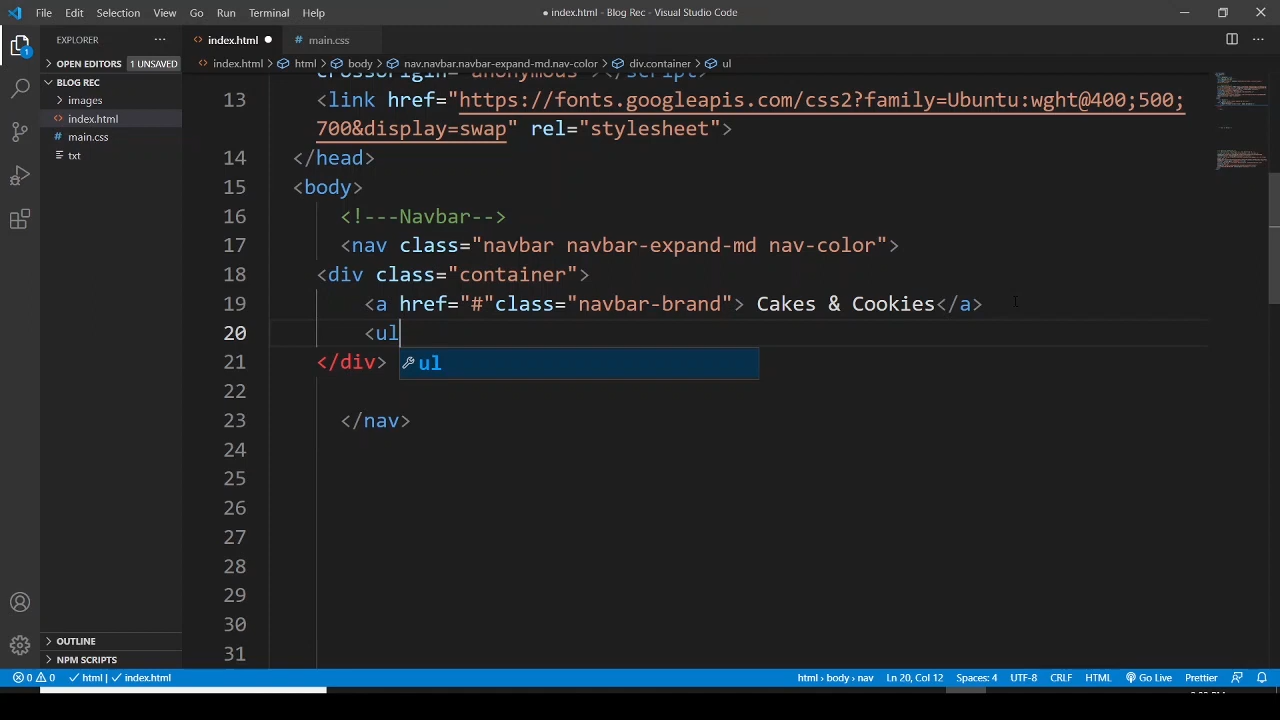 File Edit Selection View Go Run Terminal Help
● index.html - Blog Rec - Visual Studio Code
EXPLORER
index.html
main.css
OPEN EDITORS 1 UNSAVED
index.html > html > body > nav.navbar.navbar-expand-md.nav-color > div.container > ul
1
BLOG REC
images
index.html
main.css
txt
crossorigin="anonymous"></script>
13 <link href="https://fonts.googleapis.com/css2?family=Ubuntu:wght@400;500;
700&display=swap" rel="stylesheet">
14 </head>
15 <body>
16 <!---Navbar-->
17 <nav class="navbar navbar-expand-md nav-color">
18 <div class="container">
19 <a href="#"class="navbar-brand"> Cakes & Cookies</a>
20 <ul
21 </div>
ul
22
23 </nav>
24
25
26
27
28
29
30
31
OUTLINE
NPM SCRIPTS
0 0 html | index.html
html > body > nav Ln 20, Col 12 Spaces: 4 UTF-8 CRLF HTML Go Live Prettier